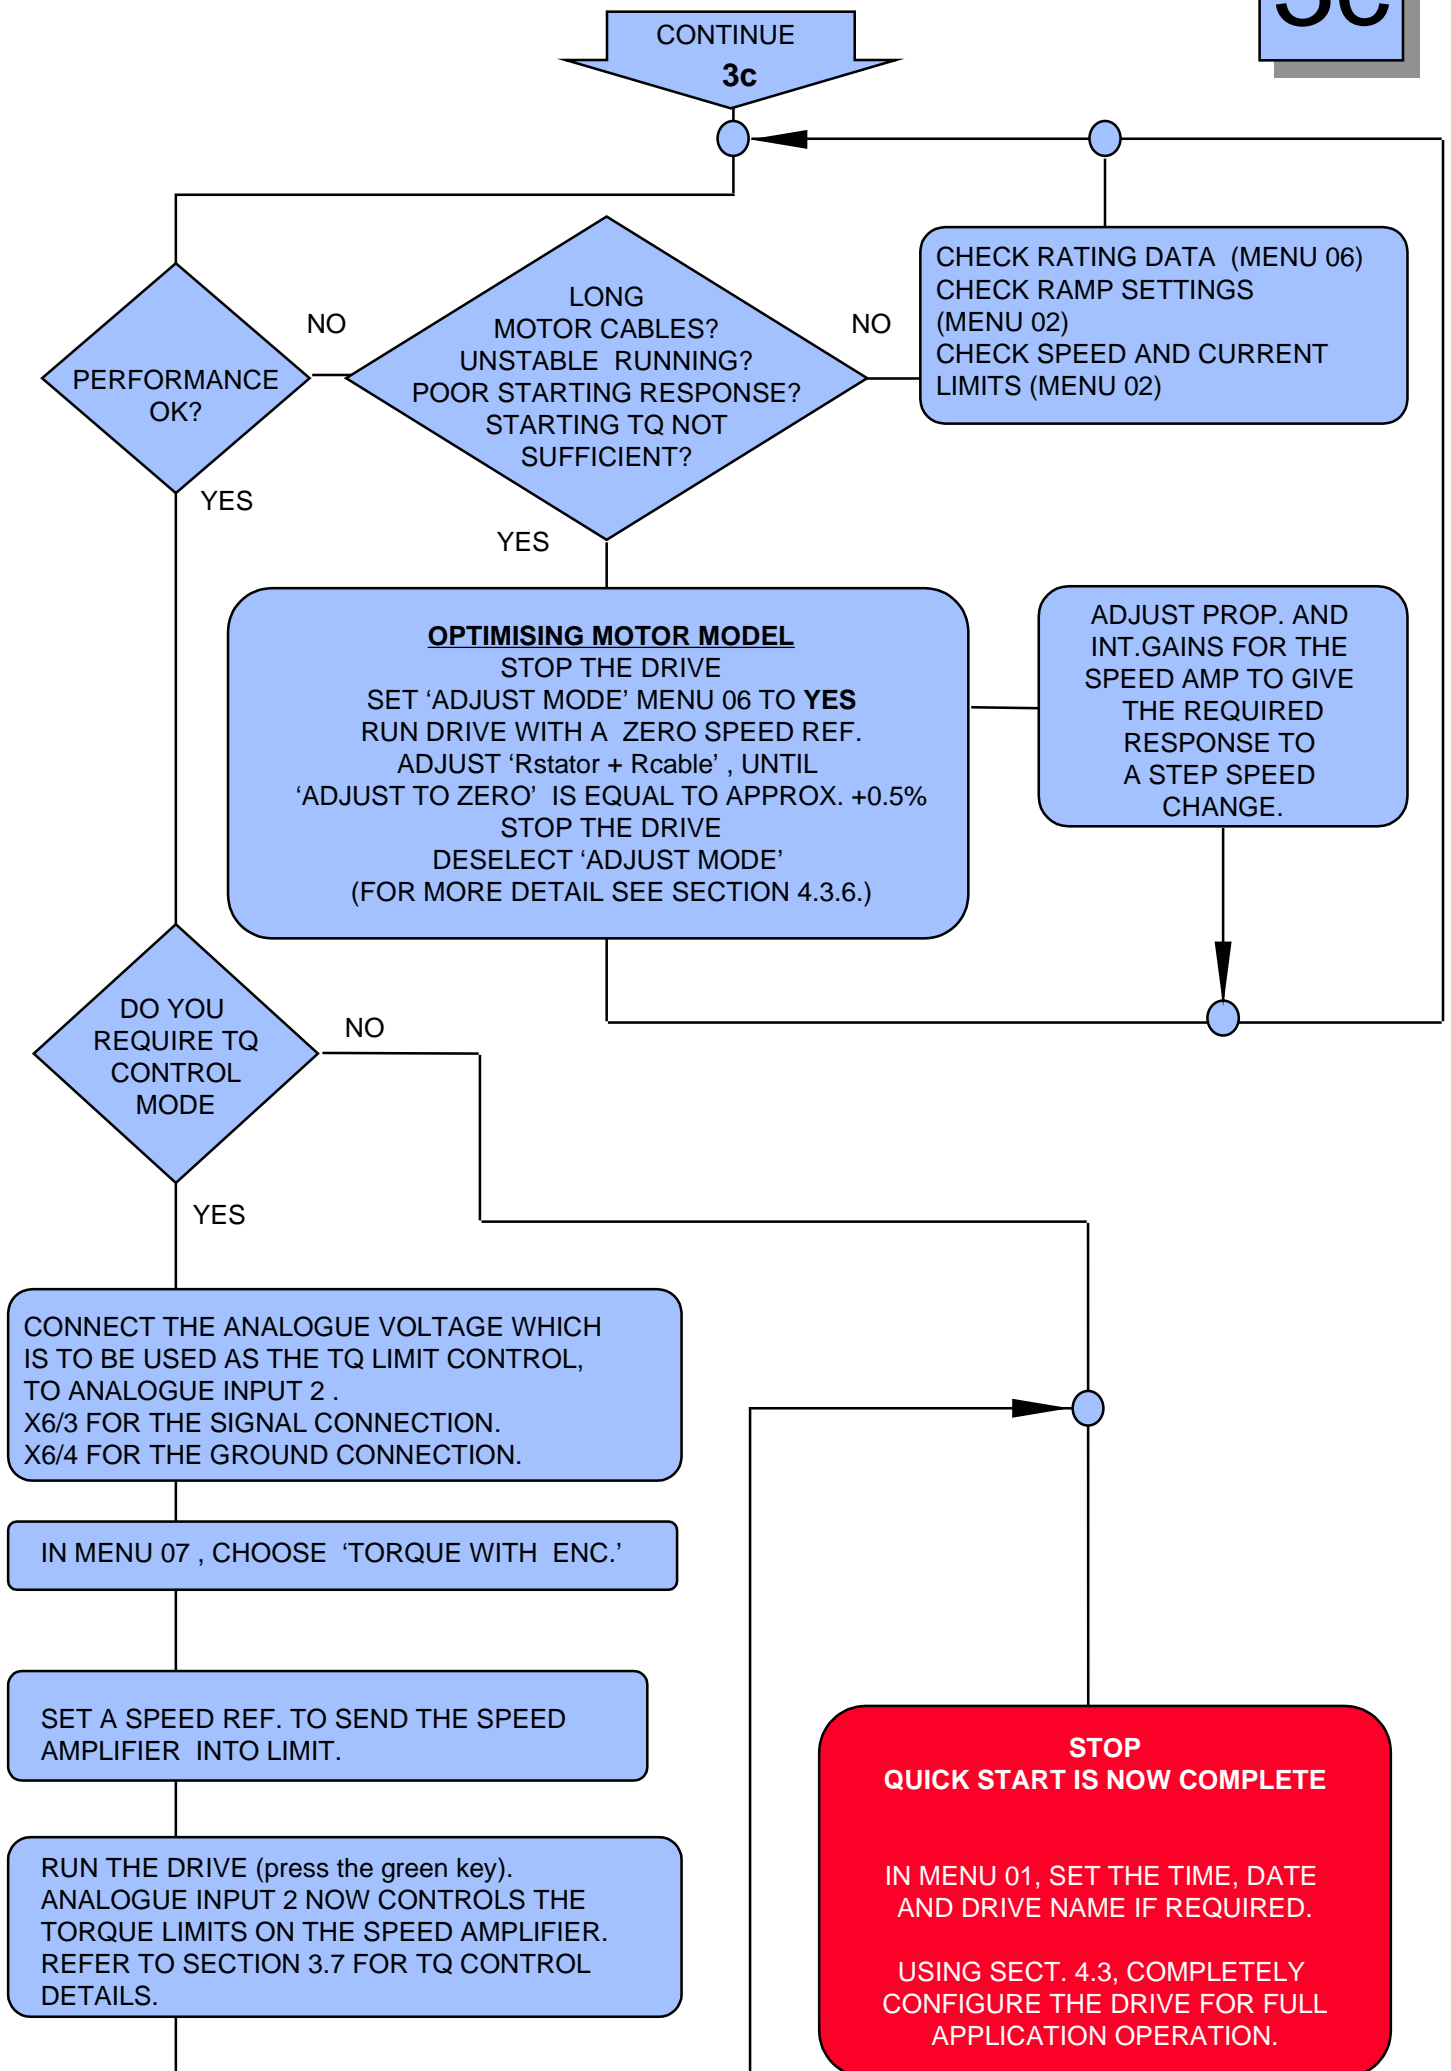 3c
CONTINUE
3c
CHECK RATING DATA (MENU 06)
CHECK RAMP SETTINGS
(MENU 02)
CHECK SPEED AND CURRENT
LIMITS (MENU 02)
LONG
MOTOR CABLES?
UNSTABLE RUNNING?
POOR STARTING RESPONSE?
STARTING TQ NOT
SUFFICIENT?
NO
NO
PERFORMANCE
OK?
YES
YES
OPTIMISING MOTOR MODEL
STOP THE DRIVE
SET ‘ADJUST MODE’ MENU 06 TO YES
RUN DRIVE WITH A ZERO SPEED REF.
ADJUST ‘Rstator + Rcable’ , UNTIL
‘ADJUST TO ZERO’ IS EQUAL TO APPROX. +0.5%
STOP THE DRIVE
DESELECT ‘ADJUST MODE’
(FOR MORE DETAIL SEE SECTION 4.3.6.)
ADJUST PROP. AND
INT.GAINS FOR THE
SPEED AMP TO GIVE
THE REQUIRED
RESPONSE TO
A STEP SPEED
CHANGE.
DO YOU
REQUIRE TQ
CONTROL
MODE
NO
YES
CONNECT THE ANALOGUE VOLTAGE WHICH
IS TO BE USED AS THE TQ LIMIT CONTROL,
TO ANALOGUE INPUT 2 .
X6/3 FOR THE SIGNAL CONNECTION.
X6/4 FOR THE GROUND CONNECTION.
IN MENU 07 , CHOOSE ‘TORQUE WITH ENC.’
SET A SPEED REF. TO SEND THE SPEED
AMPLIFIER INTO LIMIT.
RUN THE DRIVE (press the green key).
ANALOGUE INPUT 2 NOW CONTROLS THE
TORQUE LIMITS ON THE SPEED AMPLIFIER.
REFER TO SECTION 3.7 FOR TQ CONTROL
DETAILS.
STOP
QUICK START IS NOW COMPLETE
IN MENU 01, SET THE TIME, DATE
AND DRIVE NAME IF REQUIRED.
USING SECT. 4.3, COMPLETELY
CONFIGURE THE DRIVE FOR FULL
APPLICATION OPERATION.